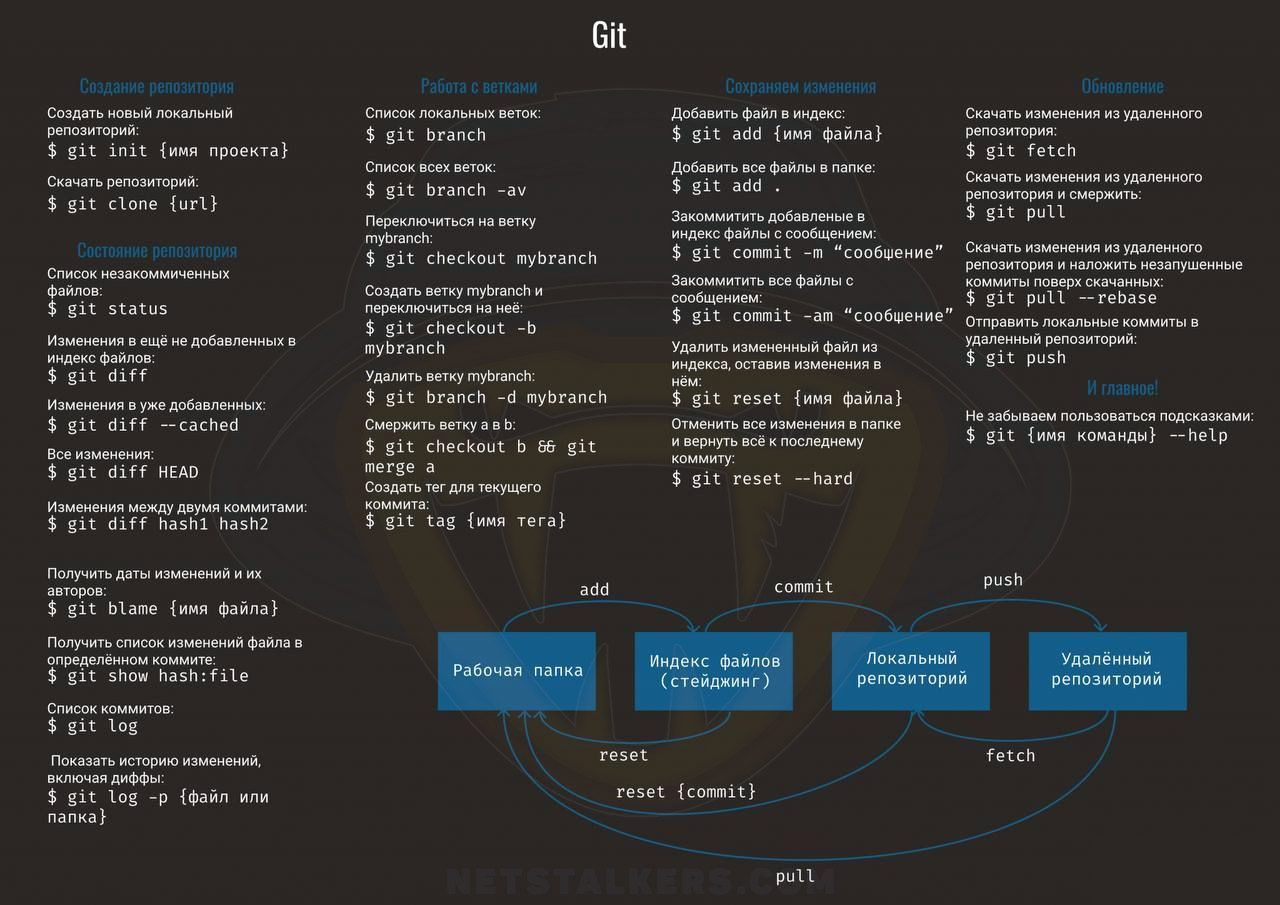 Git
Создание репозитория
Создать новый локальный
репозиторий:
$ git init {имя проекта}
Скачать репозиторий:
$ git clone {url}
Состояние репозитория
Список незакоммиченных
файлов:
$ git status
Изменения в ещё не добавленных в
индекс файлов:
$ git diff
Изменения в уже добавленных:
$ git diff --cached
Все изменения:
$ git diff HEAD
Изменения между двумя коммитами:
$ git diff hash1 hash2
Получить даты изменений и их
авторов:
$ git blame {имя файла}
Получить список изменений файла в
определённом коммите:
$ git show hash:file
Список коммитов:
$ git log
Показать историю изменений,
включая диффы:
$ git log -p {файл или
папка}
Работа с ветками
Список локальных веток:
$ git branch
Список всех веток:
$ git branch -av
Переключиться на ветку
mybranch:
$ git checkout mybranch
Создать ветку mybranch и
переключиться на неё:
$ git checkout -b
mybranch
Удалить ветку mybranch:
$ git branch -d mybranch
Смержить ветку a в b:
$ git checkout b && git
merge a
Создать тег для текущего
коммита:
$ git tag {имя тега}
Сохраняем изменения
Добавить файл в индекс:
$ git add {имя файла}
Добавить все файлы в папке:
$ git add .
Закоммитить добавленые в
индекс файлы с сообщением:
$ git commit -m “сообщение”
Закоммитить все файлы с
сообщением:
$ git commit -am “сообщение”
Удалить измененный файл из
индекса, оставив изменения в
нём:
$ git reset {имя файла}
Отменить все изменения в папке
и вернуть всё к последнему
коммиту:
$ git reset --hard
Обновление
Скачать изменения из удаленного
репозитория:
$ git fetch
Скачать изменения из удаленного
репозитория и смержить:
$ git pull
Скачать изменения из удаленного
репозитория и наложить незапушенные
коммиты поверх скачанных:
$ git pull --rebase
Отправить локальные коммиты в
удаленный репозиторий:
$ git push
И главное!
Не забываем пользоваться подсказками:
$ git {имя команды} --help
add
commit
push
Рабочая папка
Индекс файлов
(стейджинг)
Локальный
репозиторий
Удалённый
репозиторий
reset
fetch
reset {commit}
pull
NETSTALKERS.COM